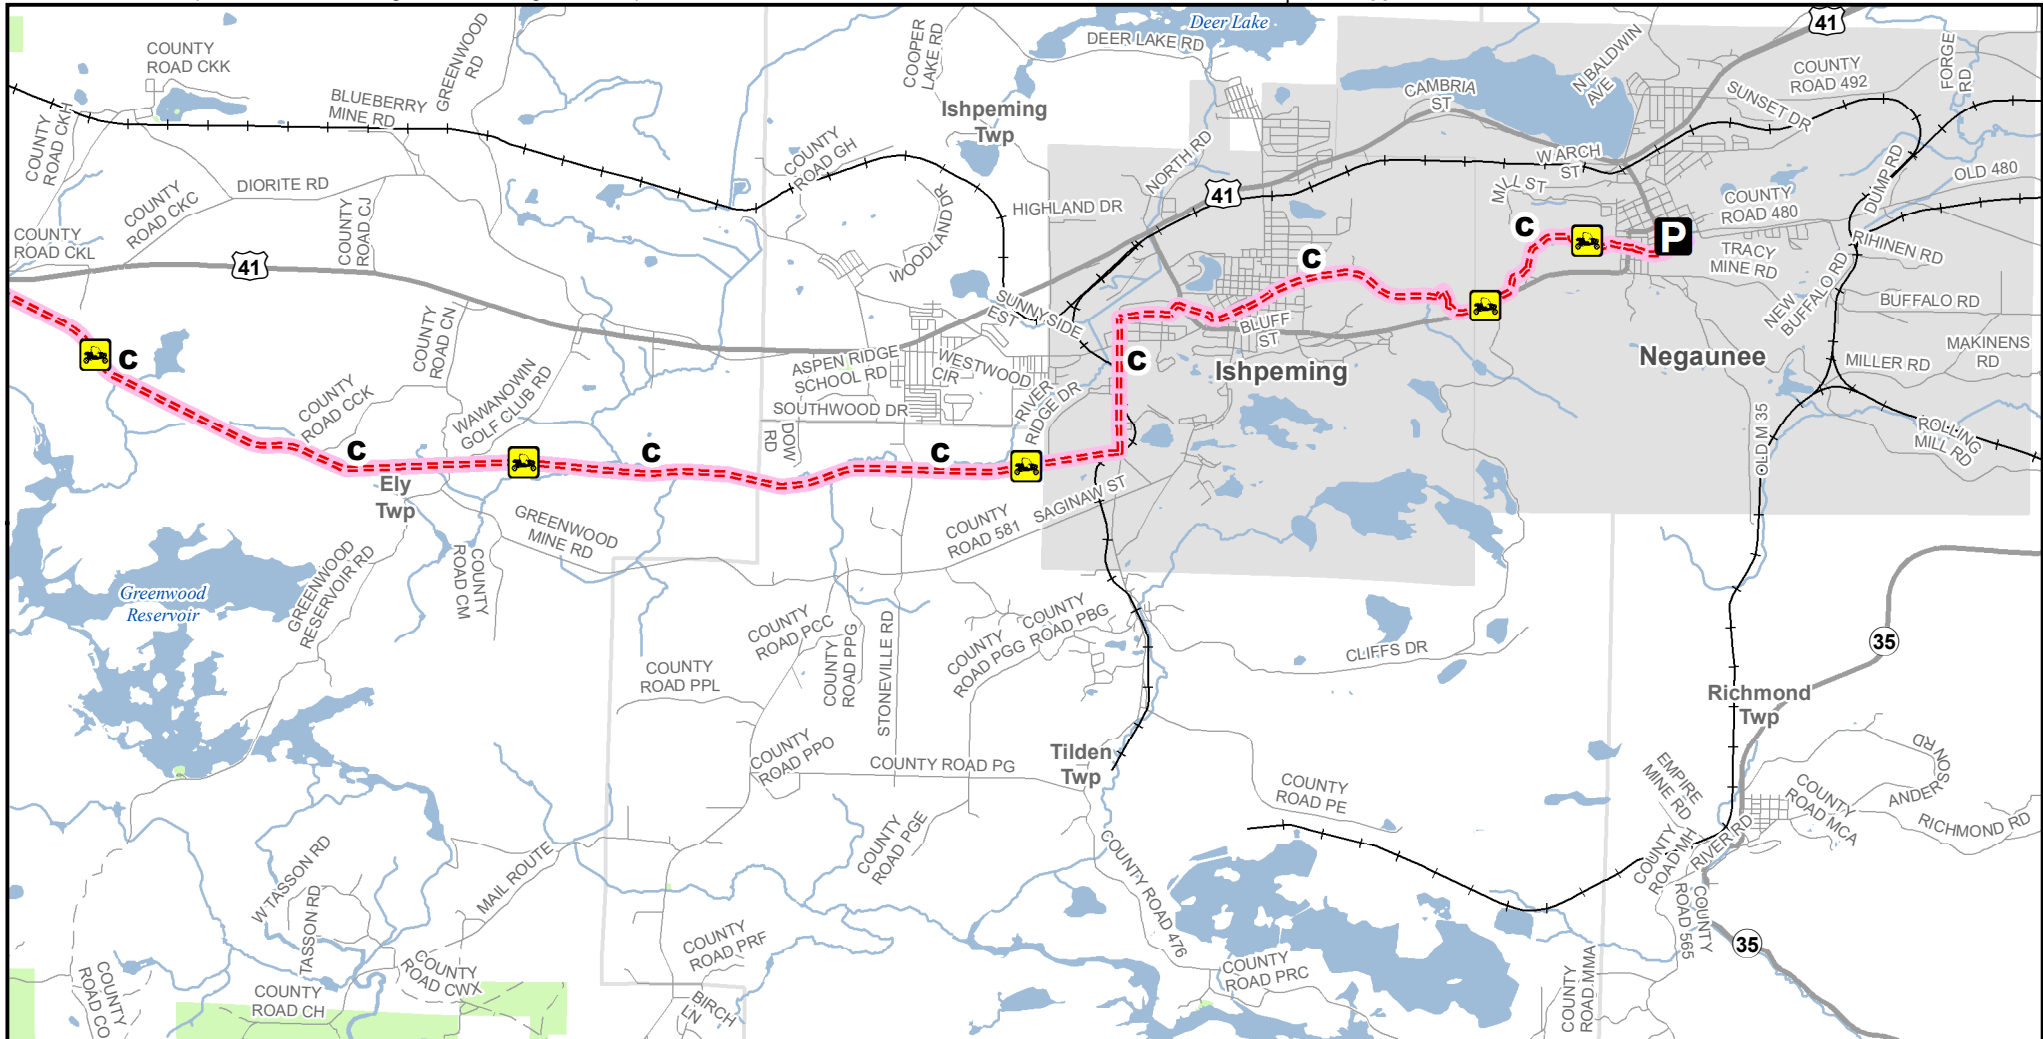 Deer Lake
41
COUNTY
ROAD CKK
GREENWOOD
RD
COOPER
LAKE RD
DEER LAKE RD
N BALDWIN
AVE
COUNTY
ROAD 492
FORGE
RD
BLUEBERRY
MINE RD
Ishpeming
Twp
CAMBRIA
ST
SUNSET DR
COUNTY
ROAD CKH
COUNTY
ROAD GH
NORTH RD
W ARCH
ST
DUMP RD
OLD 480
DIORITE RD
COUNTY
ROAD CKC
COUNTY
ROAD CJ
WOODLAND DR
HIGHLAND DR
41
MILL ST
COUNTY
ROAD 480
COUNTY
ROAD CKL
41
C
P
TRACY
MINE RD
RIHINEN RD
C
NEW
BUFFALO RD
BUFFALO RD
SUNNYSIDE
EST
BLUFF
ST
COUNTY
ROAD CN
C
ASPEN RIDGE
SCHOOL RD
WESTWOOD
CIR
C
Ishpeming
Negaunee
MILLER RD
MAKINENS
RD
COUNTY
ROAD CCK
WAWANOWIN
GOLF CLUB RD
SOUTHWOOD DR
RIVER
RIDGE DR
DOW
RD
OLD M 35
ROLLING
MILL RD
C
C
C
Ely
Twp
GREENWOOD
MINE RD
COUNTY
ROAD 581
SAGINAW ST
Greenwood
Reservoir
GREENWOOD
RESERVOIR RD
COUNTY
ROAD CM
COUNTY
ROAD PCC
COUNTY
ROAD PPG
STONEVILLE RD
COUNTY
ROAD PGG
COUNTY
ROAD PBG
CLIFFS DR
35
COUNTY
ROAD PPL
Richmond
Twp
COUNTY
ROAD PPO
COUNTY ROAD PG
Tilden
Twp
COUNTY
ROAD PE
EMPIRE
MINE RD
ANDERSON RD
COUNTY
ROAD MCA
RICHMOND RD
COUNTY
ROAD PGE
COUNTY
ROAD MH
RIVER RD
W TASSON RD
TASSON RD
MAIL ROUTE
COUNTY ROAD 476
COUNTY
ROAD 565
35
COUNTY
ROAD PRF
COUNTY
ROAD PRC
COUNTY
ROAD CO
COUNTY
ROAD CH
COUNTY
ROAD CWX
BIRCH
LN
COUNTY
ROAD MMA